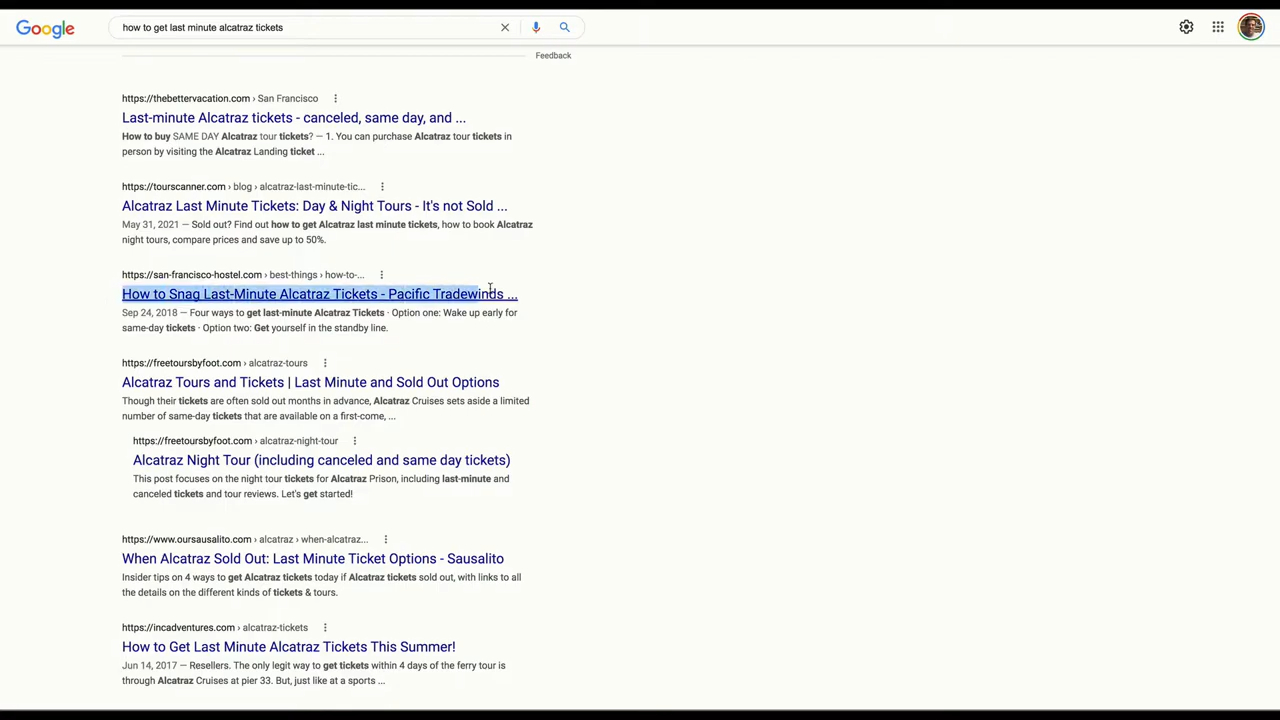 Google
how to get last minute alcatraz tickets
Feedback
https://thebettervacation.com › San Francisco
Last-minute Alcatraz tickets - canceled, same day, and ...
How to buy SAME DAY Alcatraz tour tickets? — 1. You can purchase Alcatraz tour tickets in
person by visiting the Alcatraz Landing ticket ...
https://tourscanner.com › blog › alcatraz-last-minute-tic...
Alcatraz Last Minute Tickets: Day & Night Tours - It's not Sold ...
May 31, 2021 — Sold out? Find out how to get Alcatraz last minute tickets, how to book Alcatraz
night tours, compare prices and save up to 50%.
https://san-francisco-hostel.com › best-things › how-to-...
How to Snag Last-Minute Alcatraz Tickets - Pacific Tradewinds ...
Sep 24, 2018 — Four ways to get last-minute Alcatraz Tickets · Option one: Wake up early for
same-day tickets · Option two: Get yourself in the standby line.
https://freetoursbyfoot.com › alcatraz-tours
Alcatraz Tours and Tickets | Last Minute and Sold Out Options
Though their tickets are often sold out months in advance, Alcatraz Cruises sets aside a limited
number of same-day tickets that are available on a first-come, ...
https://freetoursbyfoot.com › alcatraz-night-tour
Alcatraz Night Tour (including canceled and same day tickets)
This post focuses on the night tour tickets for Alcatraz Prison, including last-minute and
canceled tickets and tour reviews. Let's get started!
https://www.oursausalito.com › alcatraz › when-alcatraz...
When Alcatraz Sold Out: Last Minute Ticket Options - Sausalito
Insider tips on 4 ways to get Alcatraz tickets today if Alcatraz tickets sold out, with links to all
the details on the different kinds of tickets & tours.
https://incadventures.com › alcatraz-tickets
How to Get Last Minute Alcatraz Tickets This Summer!
Jun 14, 2017 — Resellers. The only legit way to get tickets within 4 days of the ferry tour is
through Alcatraz Cruises at pier 33. But, just like at a sports ...